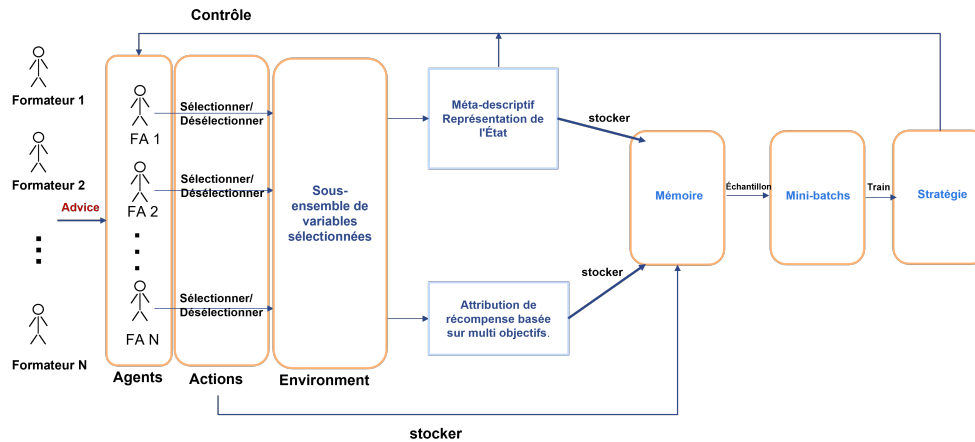 Contrôle
Formateur 1
Formateur 2
Advice
Formateur N
FA 1
FA 2
FA N
Agents
Sélectionner/
Désélectionner
Sélectionner/
Désélectionner
Sélectionner/
Désélectionner
Actions
Sous-
ensemble de
variables
sélectionnées
Environment
Méta-descriptif
Représentation de
l'État
Attribution de
récompense basée
sur multi objectifs.
stocker
stocker
stocker
Mémoire
Échantillon
Mini-batchs
Train
Stratégie